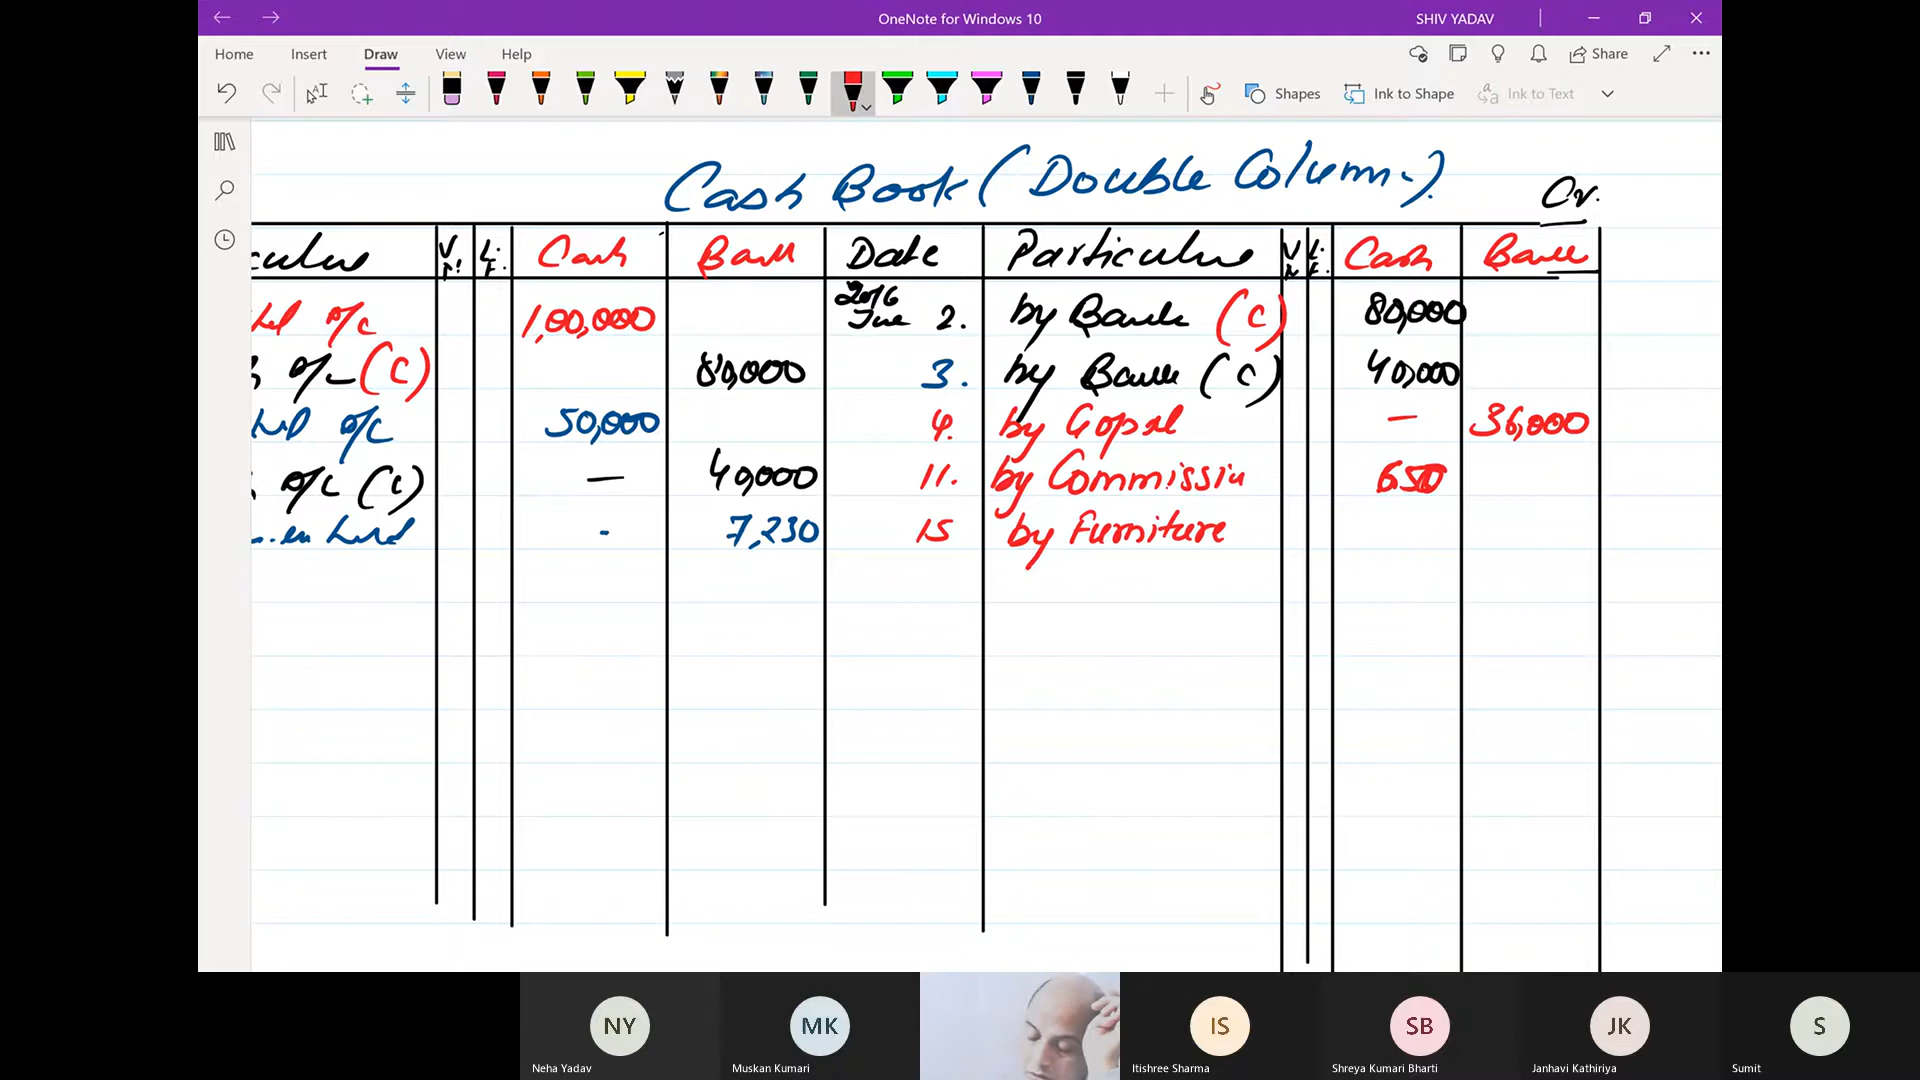 OneNote for Windows 10
SHIV YADAV
Home Insert Draw View Help
Share
Shapes Ink to Shape Ink to Text
Cash Book (Double Column)
Cr.
Cash Bank Date Particulars Cash Bank
1,00,000 2016 2. by Bank (C) 80,000
a/c (C) 80,000 3. by Bank (C) 40,000
a/c 50,000 4. by Gopal — 36,000
a/c (C) — 40,000 11. by Commission 650
- 7,230 15 by Furniture
NY MK IS SB JK S
Neha Yadav Muskan Kumari Itishree Sharma Shreya Kumari Bharti Janhavi Kathiriya Sumit